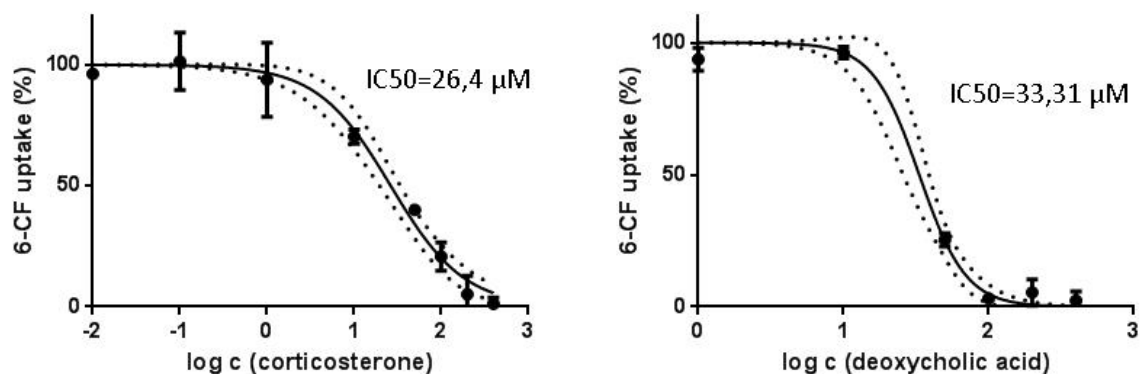 6-CF uptake (%)
100
50
0
IC50=26,4 µM
-2 -1 0 1 2 3
log c (corticosterone)
6-CF uptake (%)
100
50
0
IC50=33,31 µM
0 1 2 3
log c (deoxycholic acid)